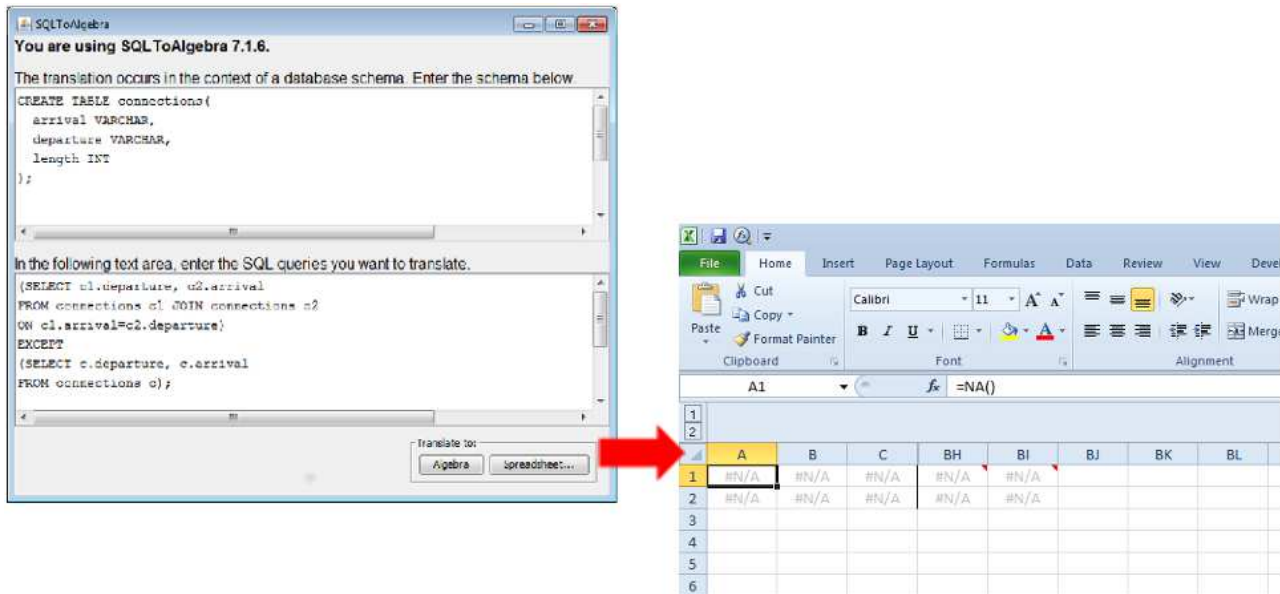 SQLToAlgebra
You are using SQLToAlgebra 7.1.6.
The translation occurs in the context of a database schema. Enter the schema below.
CREATE TABLE connections(
arrival VARCHAR,
departure VARCHAR,
length INT
);
In the following text area, enter the SQL queries you want to translate.
(SELECT c1.departure, c2.arrival
FROM connections c1 JOIN connections c2
ON c1.arrival=c2.departure)
EXCEPT
(SELECT c.departure, c.arrival
FROM connections c);
Translate to:
Algebra Spreadsheet...
File Home Insert Page Layout Formulas Data Review View Devel
Cut
Copy
Format Painter
Paste
Calibri 11 A A
B I U A
Wrap
Merge
Clipboard Font Alignment
A1 fx =NA()
1
2
A B C BH BI BJ BK BL
1 #N/A #N/A #N/A #N/A #N/A
2 #N/A #N/A #N/A #N/A #N/A
3
4
5
6